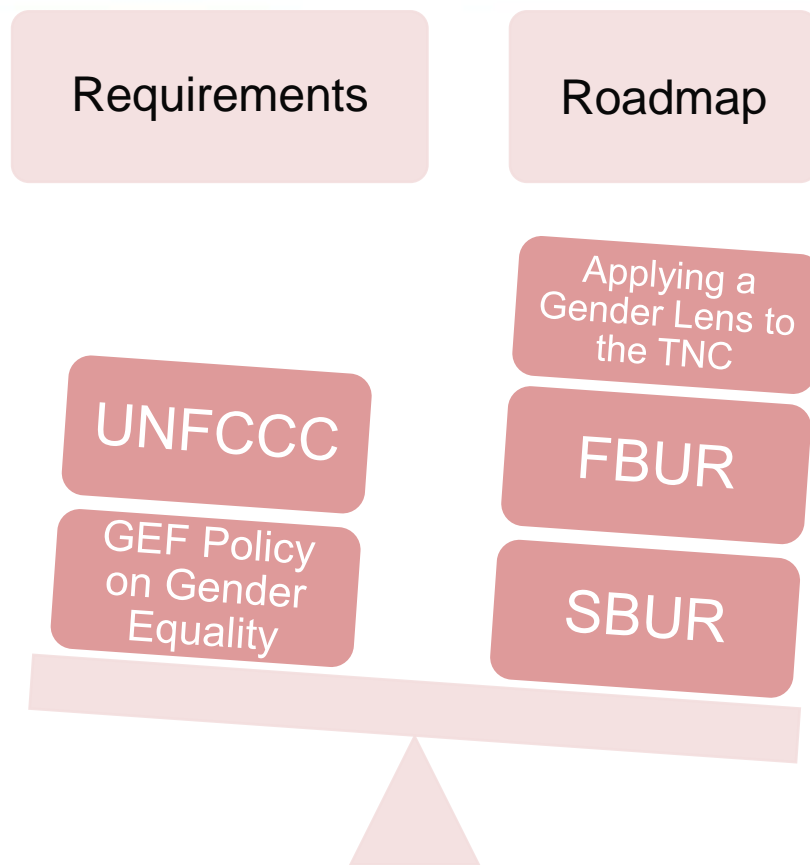 Requirements
Roadmap
Applying a
Gender Lens to
the TNC
UNFCCC
FBUR
GEF Policy
on Gender
Equality
SBUR